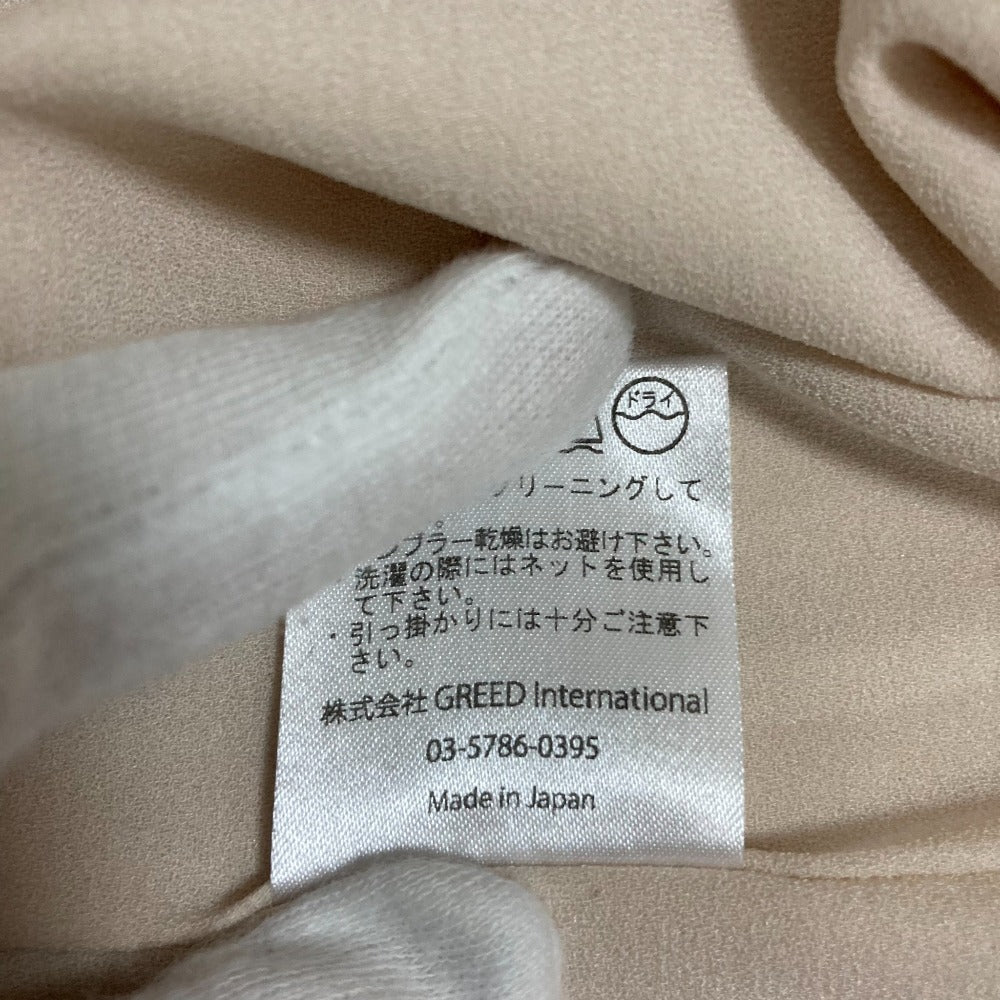 ドライ
リーニングして
。
ンブラー乾燥はお避け下さい。
洗濯の際にはネットを使用し
て下さい。
・引っ掛かりには十分ご注意下
さい。
株式会社 GREED International
03-5786-0395
Made in Japan